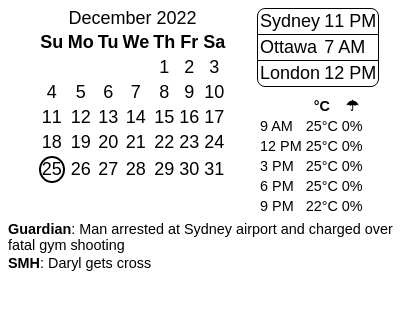 December 2022
Su Mo Tu We Th Fr Sa
1 2 3
4 5 6 7 8 9 10
11 12 13 14 15 16 17
18 19 20 21 22 23 24
25 26 27 28 29 30 31
Sydney 11 PM
Ottawa 7 AM
London 12 PM
°C ☂
9 AM 25°C 0%
12 PM 25°C 0%
3 PM 25°C 0%
6 PM 25°C 0%
9 PM 22°C 0%
Guardian: Man arrested at Sydney airport and charged over
fatal gym shooting
SMH: Daryl gets cross